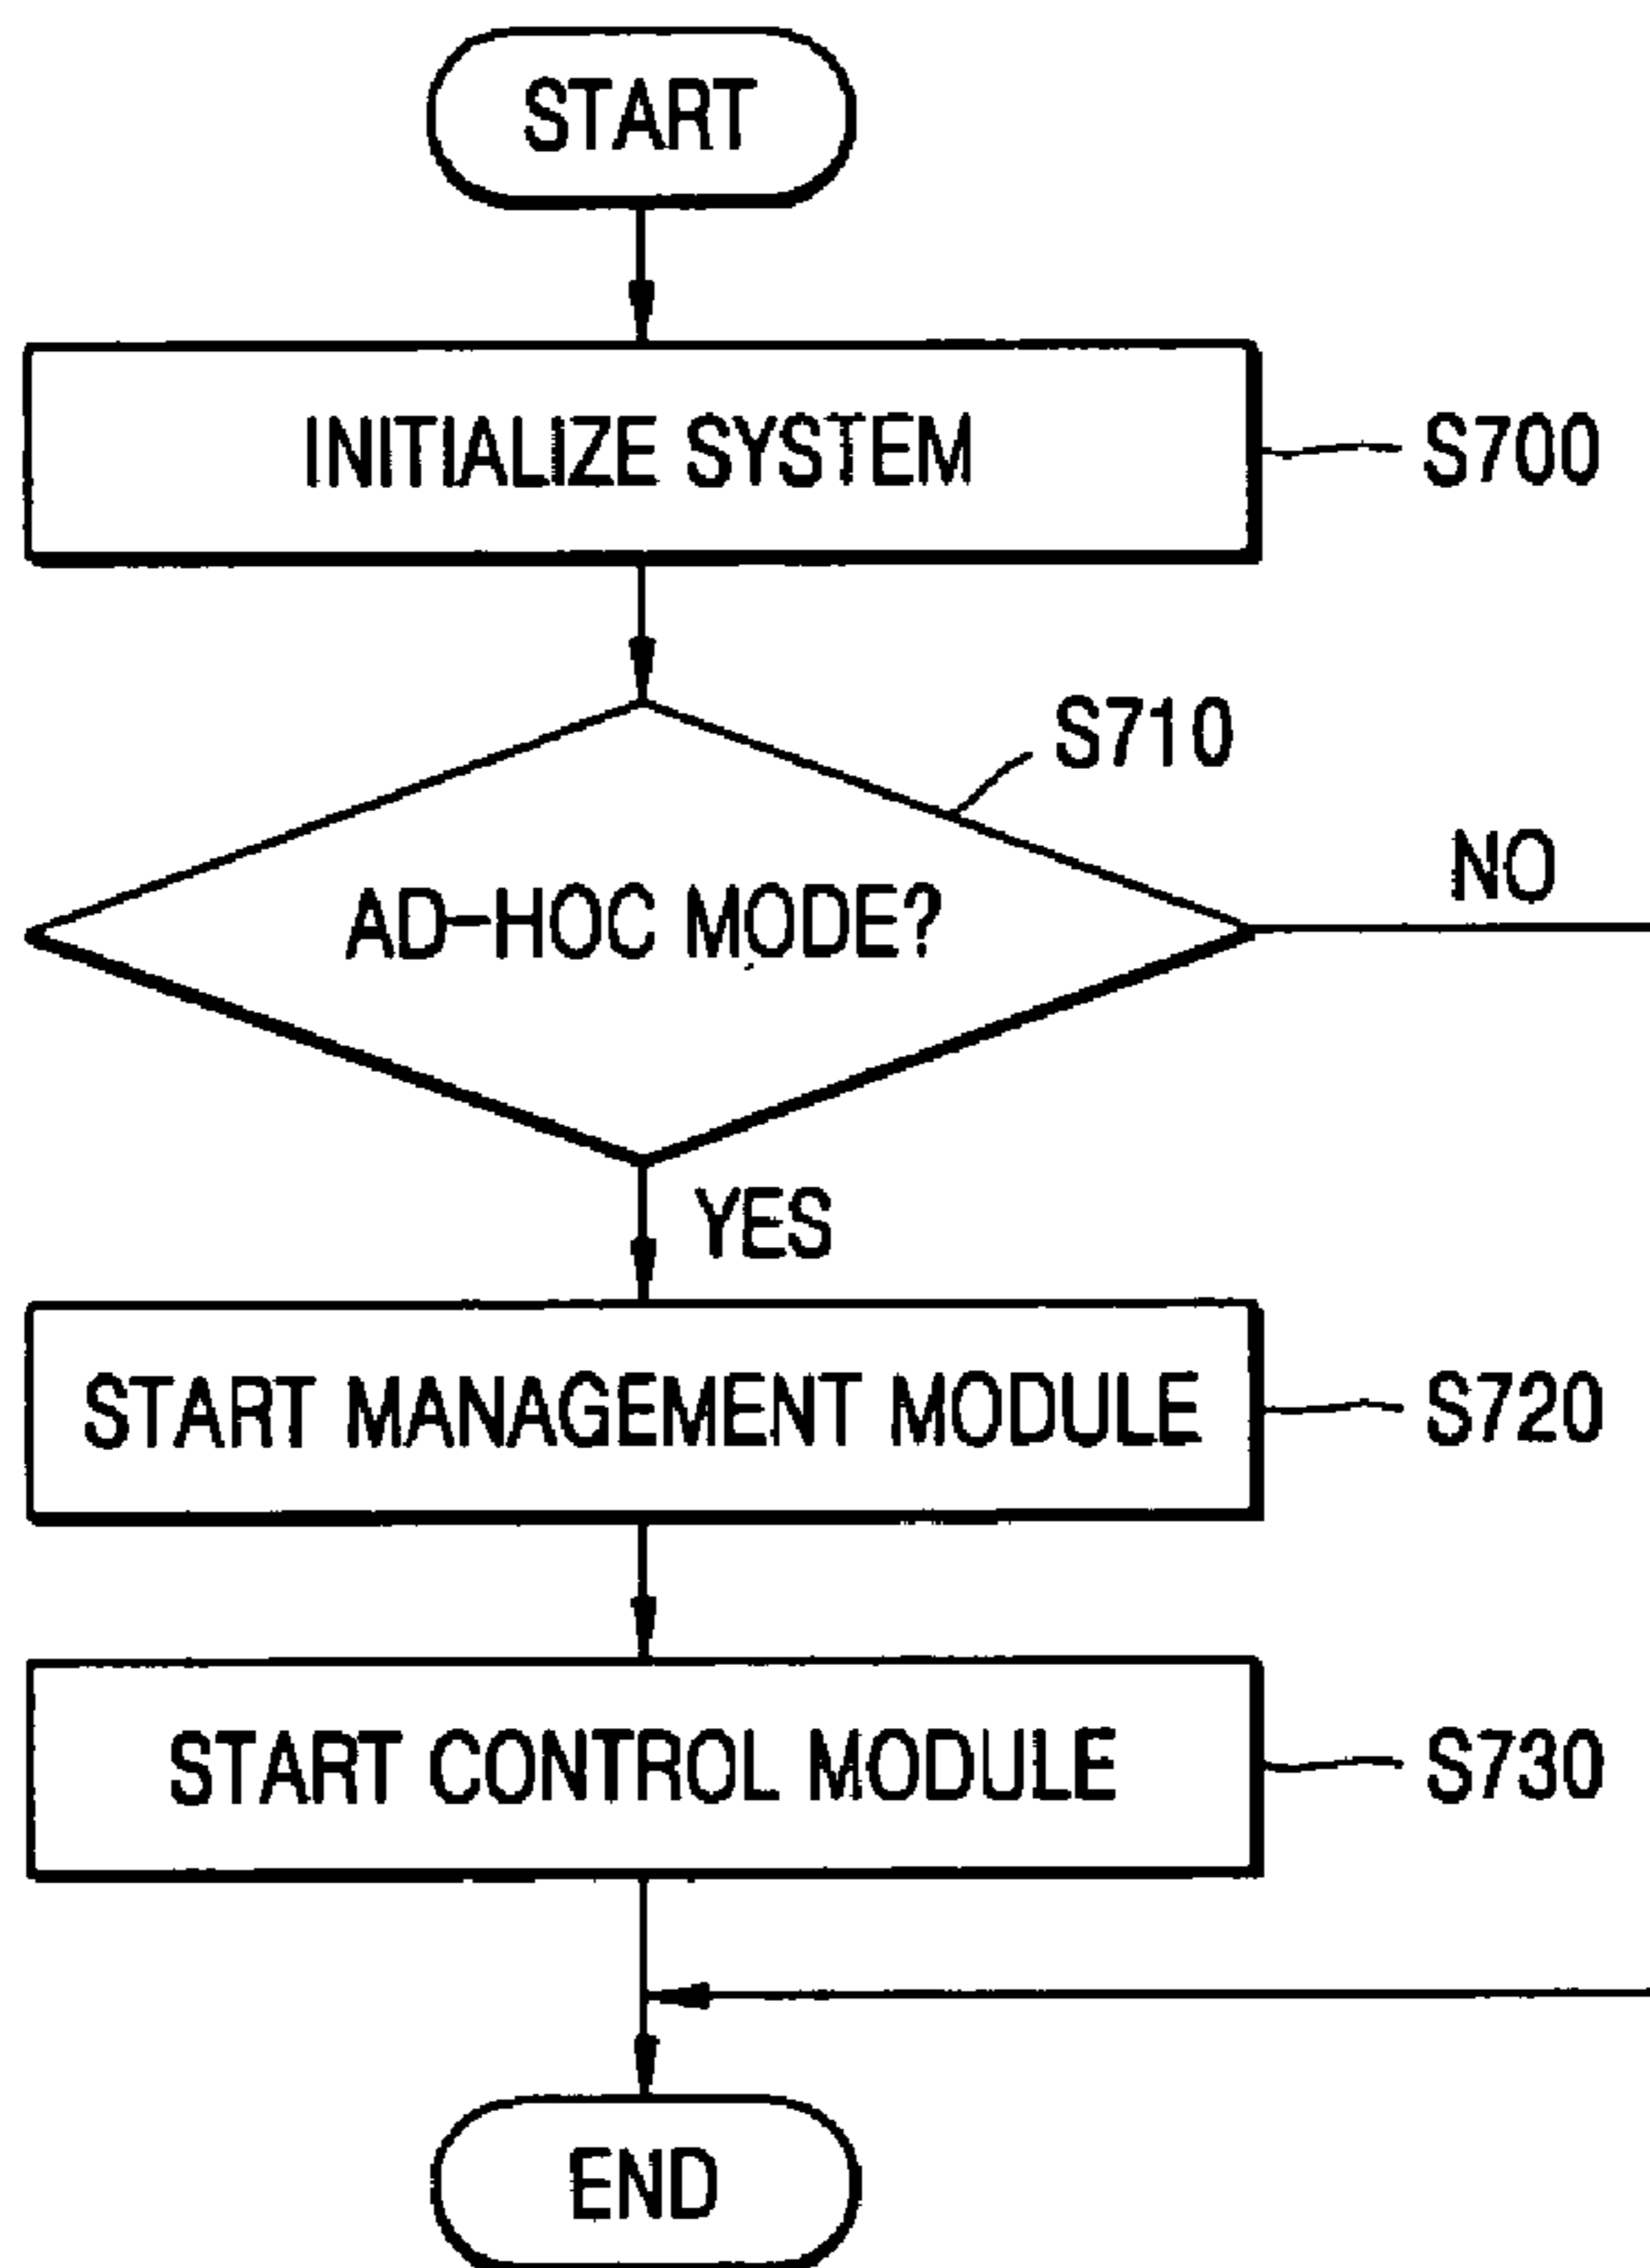 START
INITIALIZE SYSTEM
S700
S710
AD-HOC MODE?
NO
YES
START MANAGEMENT MODULE
S720
START CONTROL MODULE
S730
END